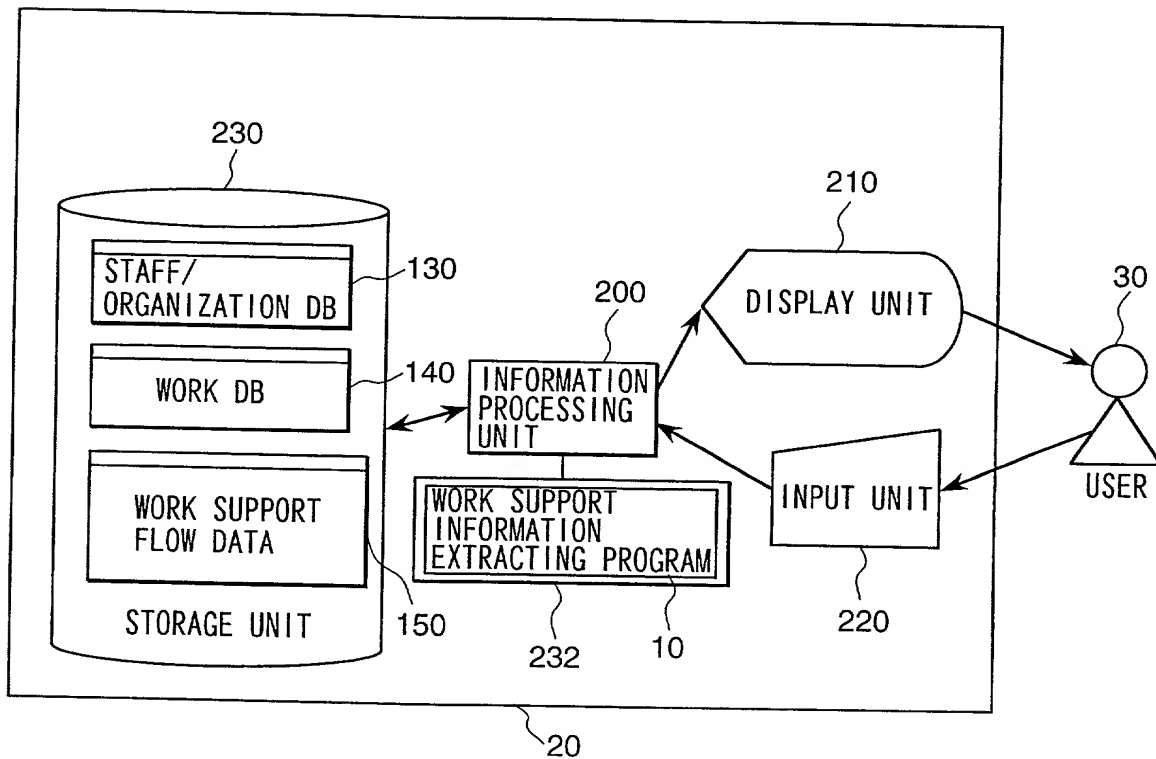 230
STAFF/
ORGANIZATION DB
130
WORK DB
140
WORK SUPPORT
FLOW DATA
150
STORAGE UNIT
200
INFORMATION
PROCESSING
UNIT
WORK SUPPORT
INFORMATION
EXTRACTING PROGRAM
232
10
210
DISPLAY UNIT
INPUT UNIT
220
30
USER
20